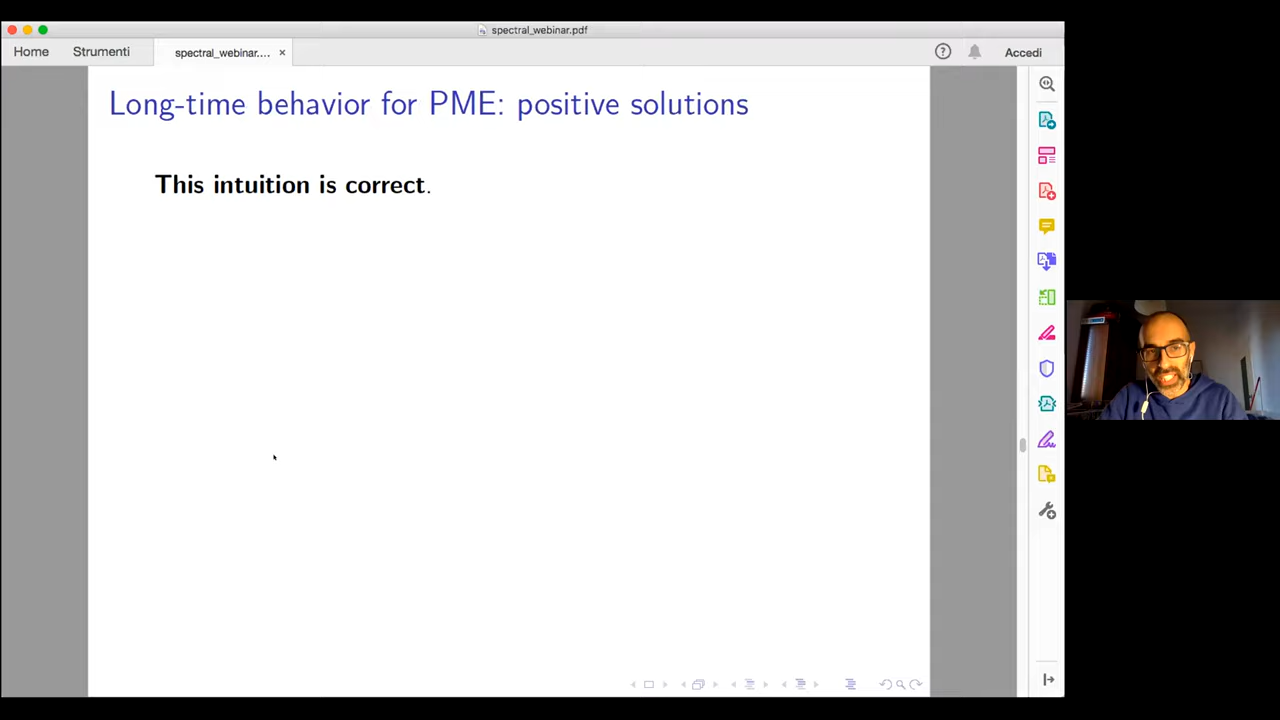 spectral_webinar.pdf
Home Strumenti spectral_webinar.... × Accedi
Long-time behavior for PME: positive solutions
This intuition is correct.